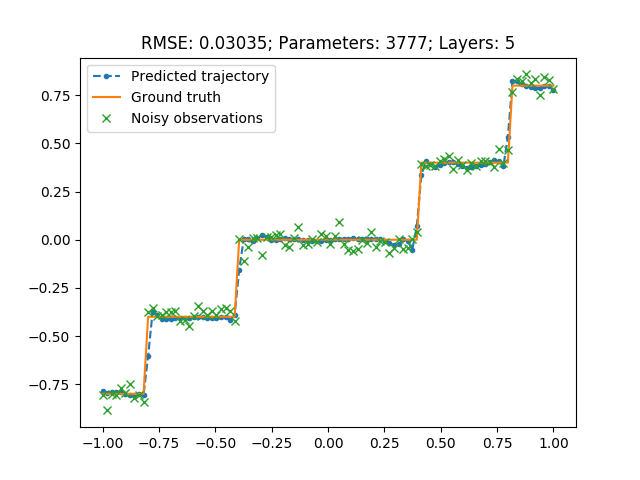 RMSE: 0.03035; Parameters: 3777; Layers: 5
Predicted trajectory
Ground truth
Noisy observations
0.75
0.50
0.25
0.00
−0.25
−0.50
−0.75
−1.00 −0.75 −0.50 −0.25 0.00 0.25 0.50 0.75 1.00